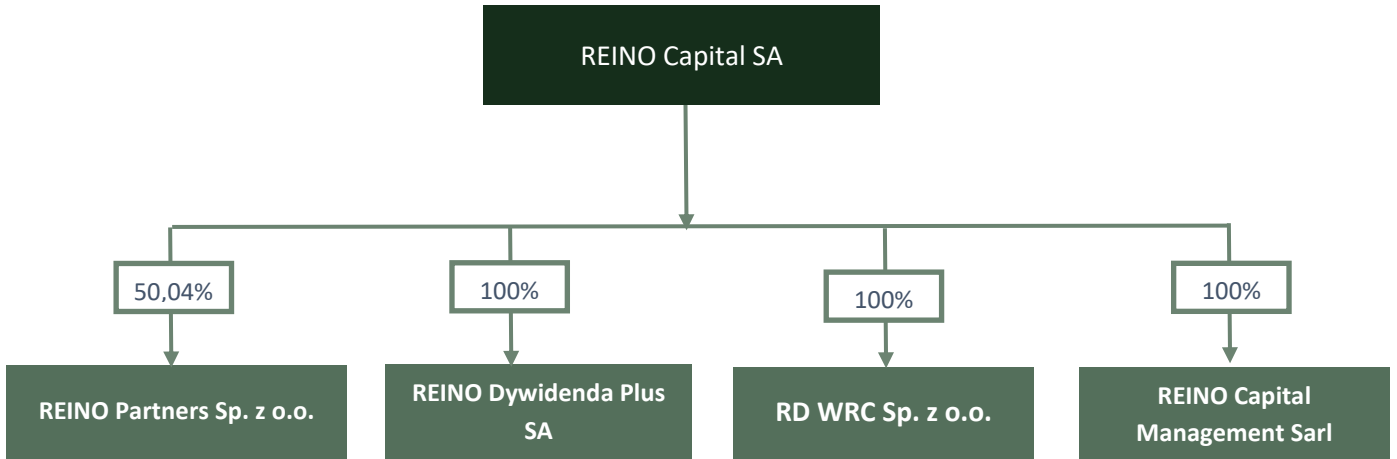 REINO Capital SA
50,04%
100%
100%
100%
REINO Partners Sp. z o.o.
REINO Dywidenda Plus
SA
RD WRC Sp. z o.o.
REINO Capital
Management Sarl